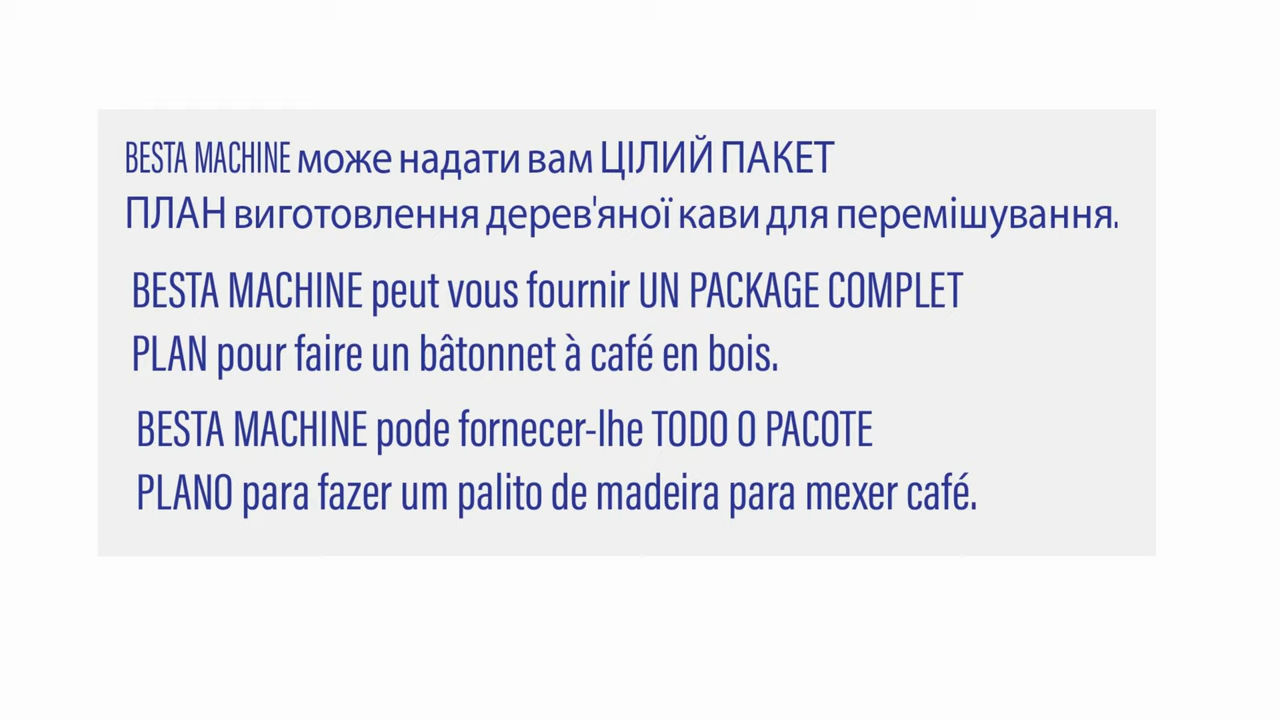 BESTA MACHINE може надати вам ЦІЛИЙ ПАКЕТ
ПЛАН виготовлення дерев'яної кави для перемішування.
BESTA MACHINE peut vous fournir UN PACKAGE COMPLET
PLAN pour faire un bâtonnet à café en bois.
BESTA MACHINE pode fornecer-lhe TODO O PACOTE
PLANO para fazer um palito de madeira para mexer café.